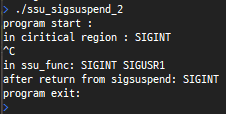 > ./ssu_sigsuspend_2
program start :
in ciritical region : SIGINT
^C
in ssu_func: SIGINT SIGUSR1
after return from sigsuspend: SIGINT
program exit:
>